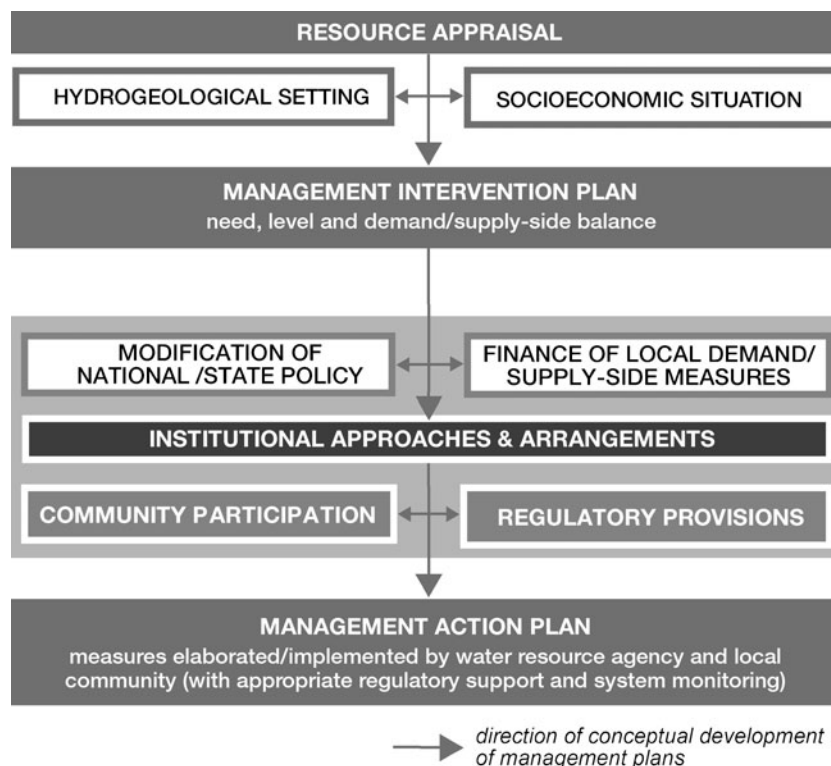 RESOURCE APPRAISAL
HYDROGEOLOGICAL SETTING
SOCIOECONOMIC SITUATION
MANAGEMENT INTERVENTION PLAN
need, level and demand/supply-side balance
MODIFICATION OF
NATIONAL /STATE POLICY
FINANCE OF LOCAL DEMAND/
SUPPLY-SIDE MEASURES
INSTITUTIONAL APPROACHES & ARRANGEMENTS
COMMUNITY PARTICIPATION
REGULATORY PROVISIONS
MANAGEMENT ACTION PLAN
measures elaborated/implemented by water resource agency and local
community (with appropriate regulatory support and system monitoring)
direction of conceptual development
of management plans